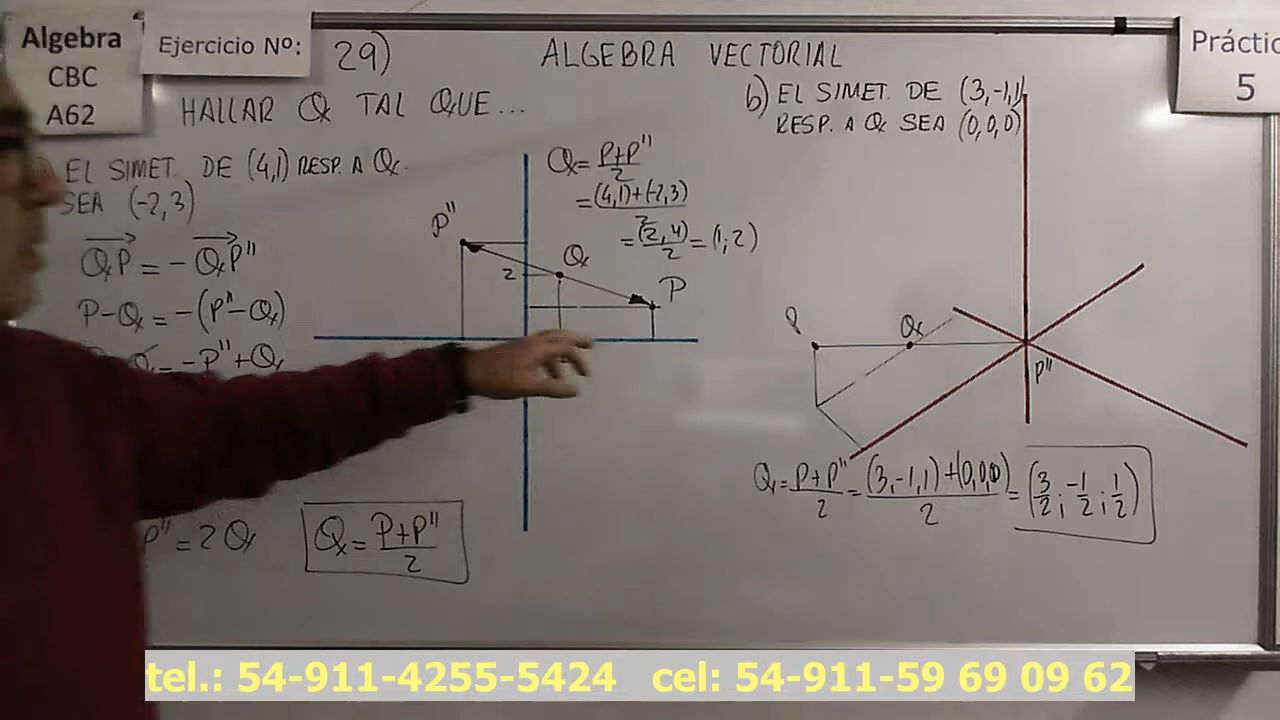 Algebra
CBC
A62
Ejercicio Nº:
29)
ALGEBRA VECTORIAL
Práctic
5
HALLAR Q TAL QUE...
EL SIMET. DE (4,1) RESP. A Q.
SEA (-2,3)
QP = - QP"
P-Q = -(P"-Q)
= -P"+Q
P" = 2Q
Q = P+P"/2
Q = P+P"/2
= (4,1)+(-2,3)/2
= (2,4)/2 = (1,2)
P"
Q
2
P
b) EL SIMET. DE (3,-1,1)
RESP. A Q SEA (0,0,0)
P
Q
P"
Q = P+P"/2 = (3,-1,1)+(0,0,0)/2 = (3/2; -1/2; 1/2)
tel.: 54-911-4255-5424 cel: 54-911-59 69 09 62